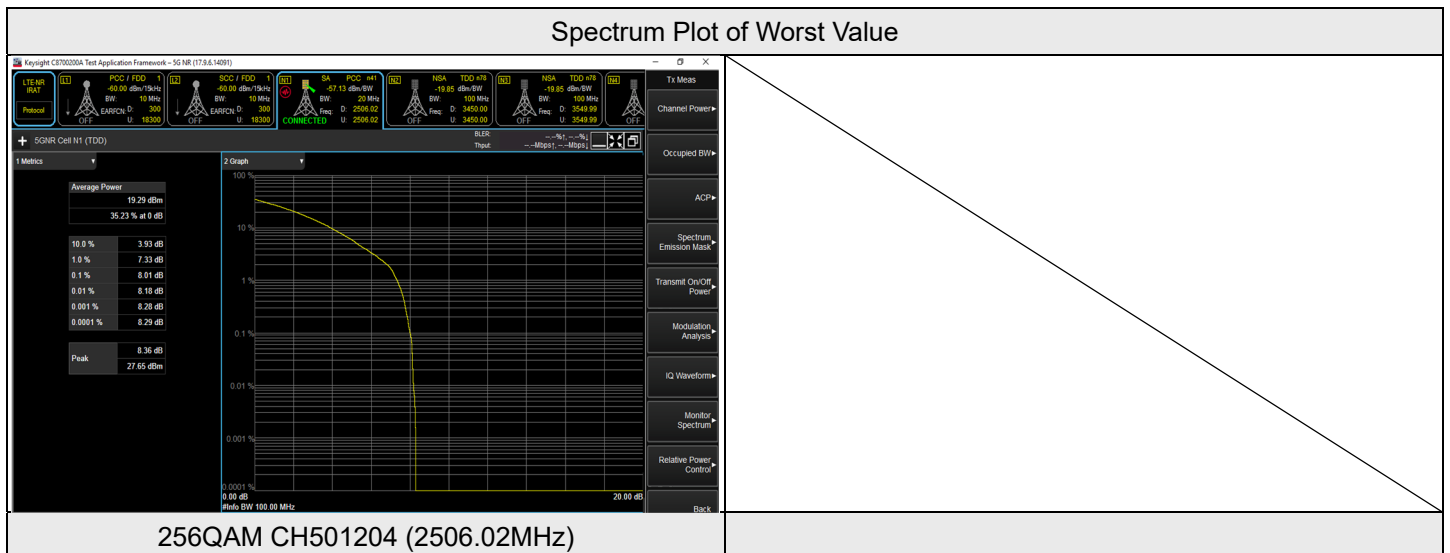 Spectrum Plot of Worst Value
Keysight C8700200A Test Application Framework – 5G NR (17.9.6.14091)
LTE-NR IRAT
Protocol
L1 PCC / FDD 1
-60.00 dBm/15kHz
BW: 10 MHz
EARFCN: D: 300
OFF U: 18300
L2 SCC / FDD 1
-60.00 dBm/15kHz
BW: 10 MHz
EARFCN: D: 300
OFF U: 18300
N1 SA PCC n41
-57.13 dBm/BW
BW: 20 MHz
Freq: D: 2506.02
CONNECTED U: 2506.02
N2 NSA TDD n78
-19.85 dBm/BW
BW: 100 MHz
Freq: D: 3450.00
OFF U: 3450.00
N3 NSA TDD n78
-19.85 dBm/BW
BW: 100 MHz
Freq: D: 3549.99
OFF U: 3549.99
N4
OFF
Tx Meas
+ 5GNR Cell N1 (TDD)
BLER: --.--%↑, --.--%↓
Thput: --.--Mbps↑, --.--Mbps↓
1 Metrics
Average Power
19.29 dBm
35.23 % at 0 dB
10.0 % 3.93 dB
1.0 % 7.33 dB
0.1 % 8.01 dB
0.01 % 8.18 dB
0.001 % 8.28 dB
0.0001 % 8.29 dB
Peak 8.36 dB
27.65 dBm
2 Graph
100 %
10 %
1 %
0.1 %
0.01 %
0.001 %
0.0001 %
0.00 dB 20.00 dB
#Info BW 100.00 MHz
Channel Power
Occupied BW
ACP
Spectrum
Emission Mask
Transmit On/Off
Power
Modulation
Analysis
IQ Waveform
Monitor
Spectrum
Relative Power
Control
Back
256QAM CH501204 (2506.02MHz)